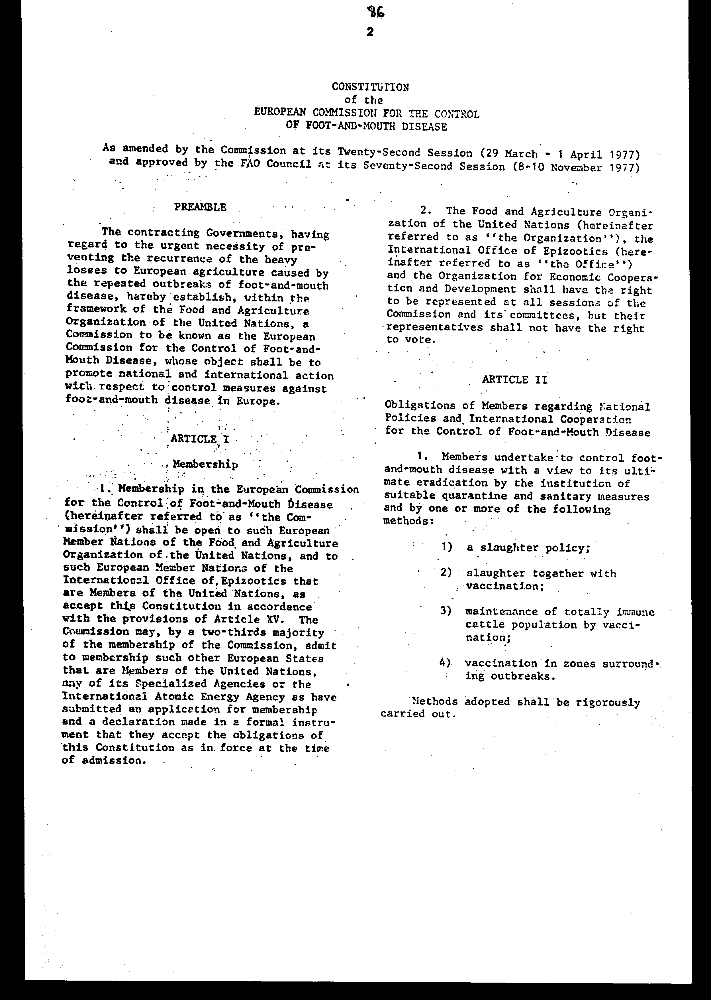 86
2
CONSTITUTION
of the
EUROPEAN COMMISSION FOR THE CONTROL
OF FOOT-AND-MOUTH DISEASE
As amended by the Commission at its Twenty-Second Session (29 March - 1 April 1977)
and approved by the FAO Council at its Seventy-Second Session (8-10 November 1977)
PREAMBLE
The contracting Governments, having
regard to the urgent necessity of pre-
venting the recurrence of the heavy
losses to European agriculture caused by
the repeated outbreaks of foot-and-mouth
disease, hereby establish, within the
framework of the Food and Agriculture
Organization of the United Nations, a
Commission to be known as the European
Commission for the Control of Foot-and-
Mouth Disease, whose object shall be to
promote national and international action
with respect to control measures against
foot-and-mouth disease in Europe.
ARTICLE I
Membership
1. Membership in the European Commission
for the Control of Foot-and-Mouth Disease
(hereinafter referred to as ‘‘the Com-
mission’’) shall be open to such European
Member Nations of the Food and Agriculture
Organization of the United Nations, and to
such European Member Nations of the
International Office of Epizootics that
are Members of the United Nations, as
accept this Constitution in accordance
with the provisions of Article XV. The
Commission may, by a two-thirds majority
of the membership of the Commission, admit
to membership such other European States
that are Members of the United Nations,
any of its Specialized Agencies or the
International Atomic Energy Agency as have
submitted an application for membership
and a declaration made in a formal instru-
ment that they accept the obligations of
this Constitution as in force at the time
of admission.
2. The Food and Agriculture Organi-
zation of the United Nations (hereinafter
referred to as ‘‘the Organization’’), the
International Office of Epizootics (here-
inafter referred to as ‘‘the Office’’)
and the Organization for Economic Coopera-
tion and Development shall have the right
to be represented at all sessions of the
Commission and its committees, but their
representatives shall not have the right
to vote.
ARTICLE II
Obligations of Members regarding National
Policies and International Cooperation
for the Control of Foot-and-Mouth Disease
1. Members undertake to control foot-
and-mouth disease with a view to its ulti-
mate eradication by the institution of
suitable quarantine and sanitary measures
and by one or more of the following
methods:
1) a slaughter policy;
2) slaughter together with
vaccination;
3) maintenance of totally immune
cattle population by vacci-
nation;
4) vaccination in zones surround-
ing outbreaks.
Methods adopted shall be rigorously
carried out.